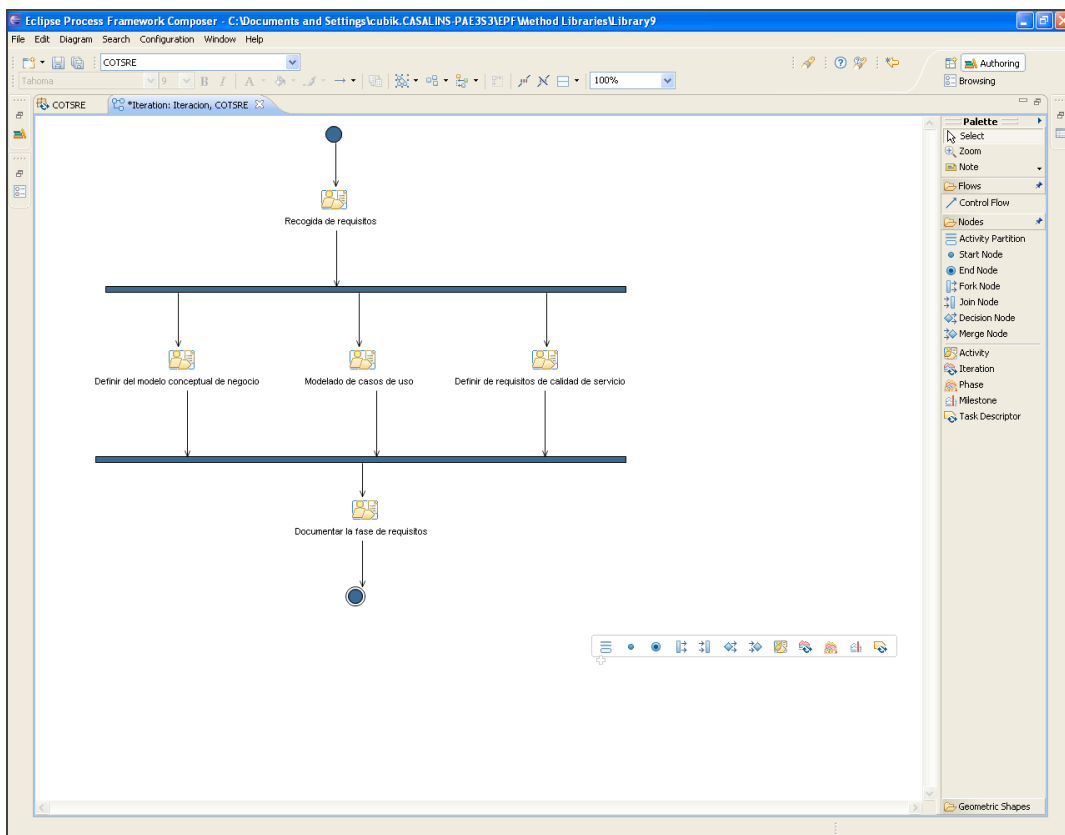 Eclipse Process Framework Composer - C:\Documents and Settings\cubik.CASALINS-PAE3S3\EPF\Method Libraries\Library9
File Edit Diagram Search Configuration Window Help
COTSRE
Authoring
Tahoma 9 B I A 100%
Browsing
COTSRE *Iteration: Iteracion, COTSRE
Palette
Select
Zoom
Note
Flows
Control Flow
Nodes
Activity Partition
Start Node
End Node
Fork Node
Join Node
Decision Node
Merge Node
Activity
Iteration
Phase
Milestone
Task Descriptor
Recogida de requisitos
Definir del modelo conceptual de negocio Modelado de casos de uso Definir de requisitos de calidad de servicio
Documentar la fase de requisitos
Geometric Shapes